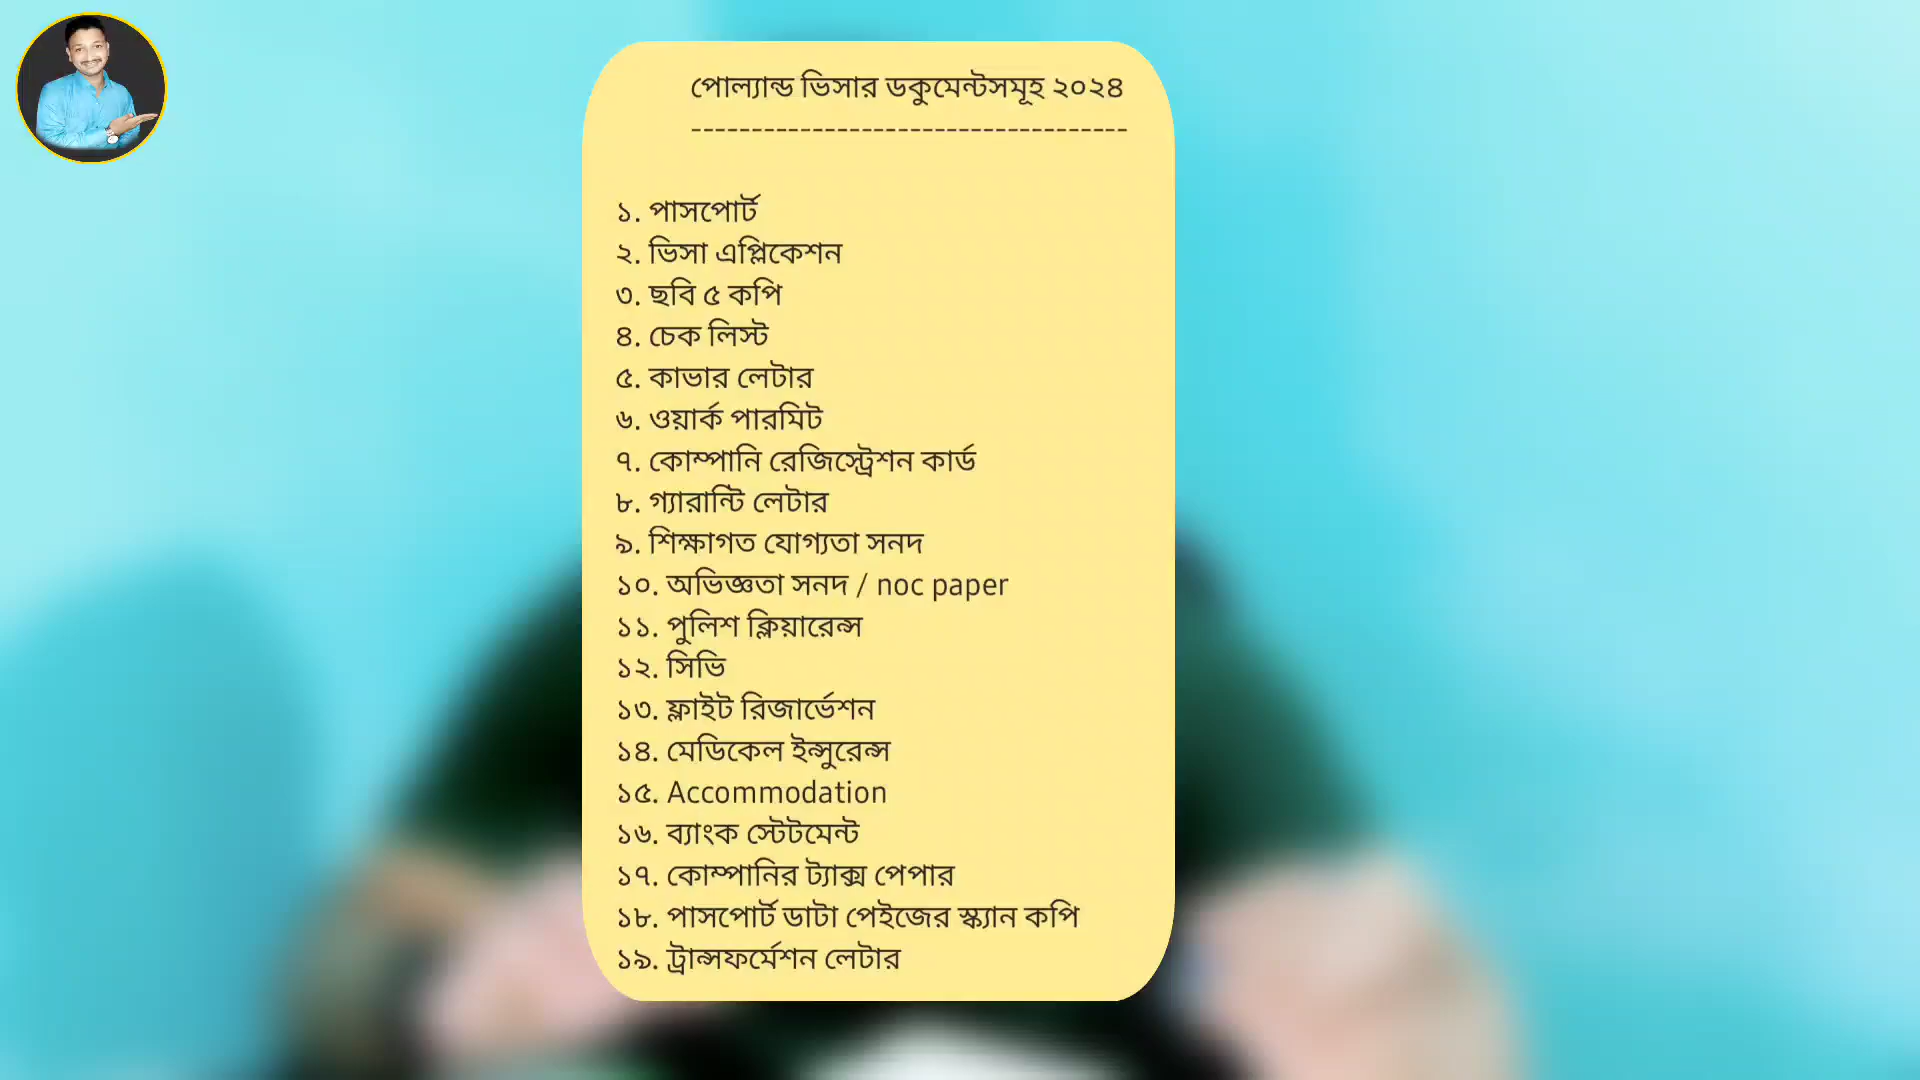 পোল্যান্ড ভিসার ডকুমেন্টসমূহ ২০২৪
------------------------------------
১. পাসপোর্ট
২. ভিসা এপ্লিকেশন
৩. ছবি ৫ কপি
৪. চেক লিস্ট
৫. কাভার লেটার
৬. ওয়ার্ক পারমিট
৭. কোম্পানি রেজিস্ট্রেশন কার্ড
৮. গ্যারান্টি লেটার
৯. শিক্ষাগত যোগ্যতা সনদ
১০. অভিজ্ঞতা সনদ / noc paper
১১. পুলিশ ক্লিয়ারেন্স
১২. সিভি
১৩. ফ্লাইট রিজার্ভেশন
১৪. মেডিকেল ইন্সুরেন্স
১৫. Accommodation
১৬. ব্যাংক স্টেটমেন্ট
১৭. কোম্পানির ট্যাক্স পেপার
১৮. পাসপোর্ট ডাটা পেইজের স্ক্যান কপি
১৯. ট্রান্সফর্মেশন লেটার